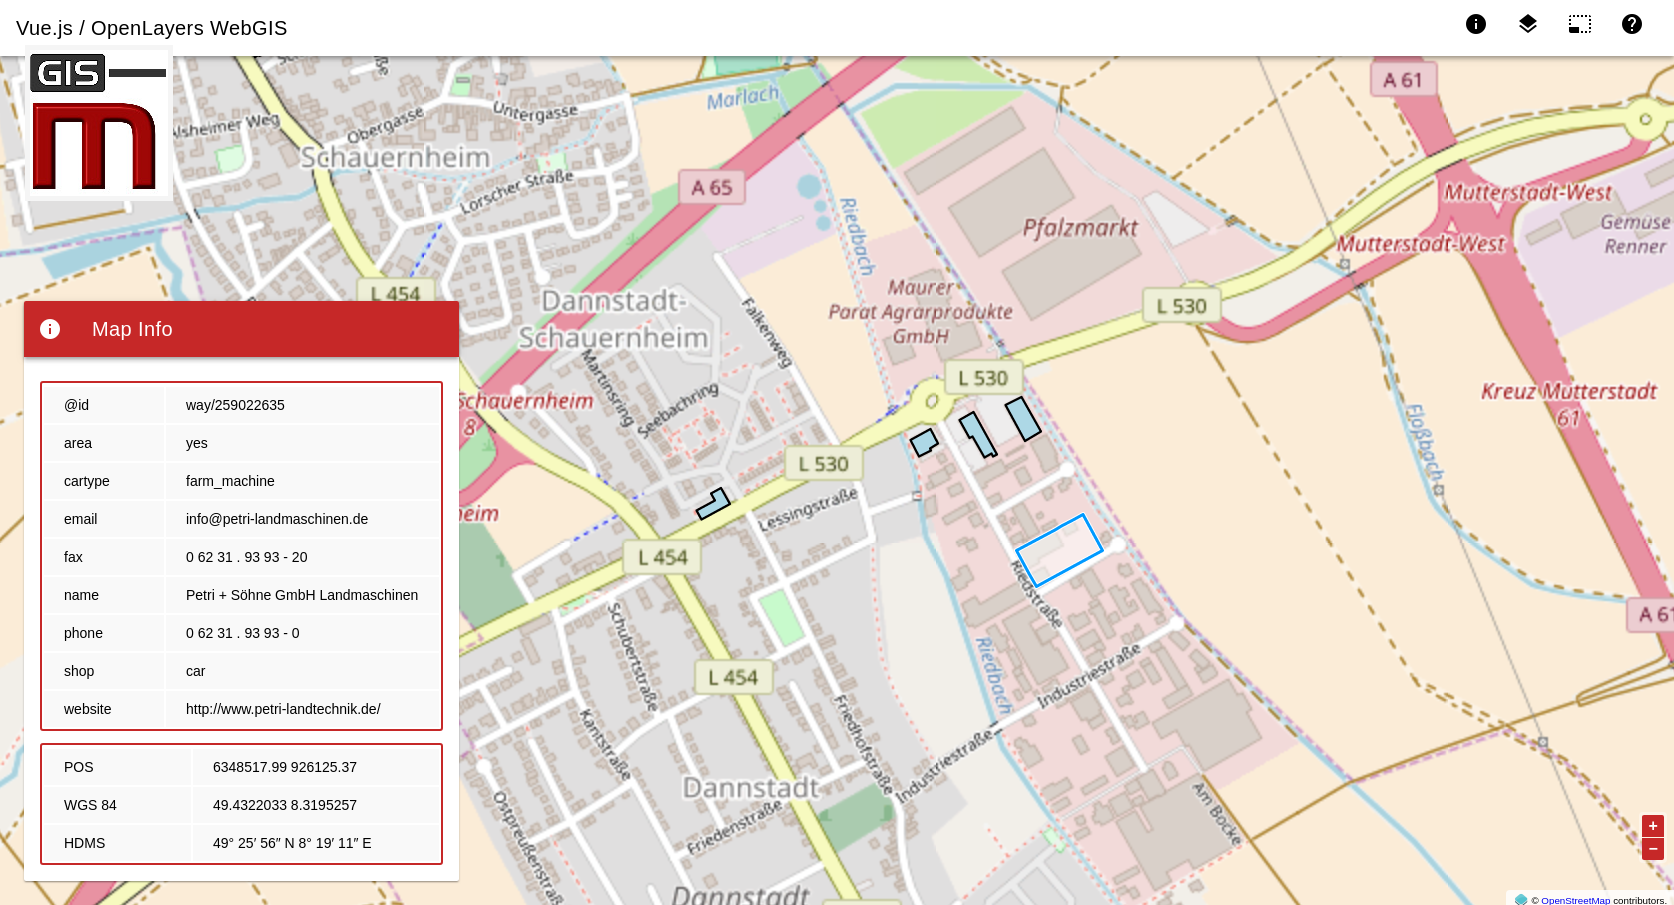 Vue.js / OpenLayers WebGIS
GIS
m
Alsheimer Weg
Obergasse
Untergasse
Schauernheim
Lorscher Straße
Marlach
A 65
A 61
Riedbach
Pfalzmarkt
Mutterstadt-West
Mutterstadt-West
Gemüse
Renner
L 454
L 530
Dannstadt-
Schauernheim
Falkenweg
Maurer
Parat Agrarprodukte
GmbH
L 530
Martinsring
Seebachring
Schauernheim
8
Kreuz Mutterstadt
61
Floßbach
L 530
Lessingstraße
heim
L 454
Riedstraße
A 61
Schubertstraße
Riedbach
Industriestraße
L 454
Kantstraße
Friedhofstraße
Industriestraße
Dannstadt
Friedenstraße
Ostpreußenstraß
Am Bocke
Dannstadt
Map Info
@id way/259022635
area yes
cartype farm_machine
email info@petri-landmaschinen.de
fax 0 62 31 . 93 93 - 20
name Petri + Söhne GmbH Landmaschinen
phone 0 62 31 . 93 93 - 0
shop car
website http://www.petri-landtechnik.de/
POS 6348517.99 926125.37
WGS 84 49.4322033 8.3195257
HDMS 49° 25′ 56″ N 8° 19′ 11″ E
+
−
© OpenStreetMap contributors.